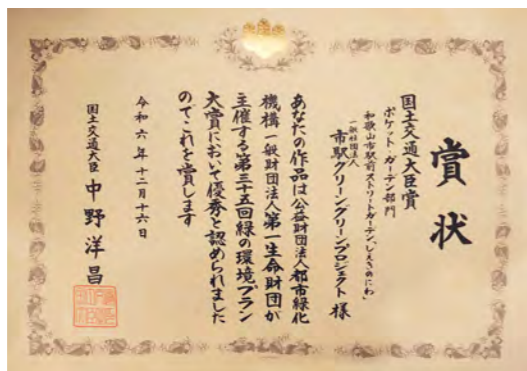 賞状
国土交通大臣賞
ポケット・ガーデン部門
和歌山市駅前ストリートガーデン「しえきのにわ」
一般社団法人
市駅グリーングリーンプロジェクト 様
あなたの作品は公益財団法人都市緑化
機構 一般財団法人第一生命財団が
主催する第三十五回緑の環境プラン
大賞において優秀と認められました
のでこれを賞します
令和六年十二月十六日
国土交通大臣 中野洋昌